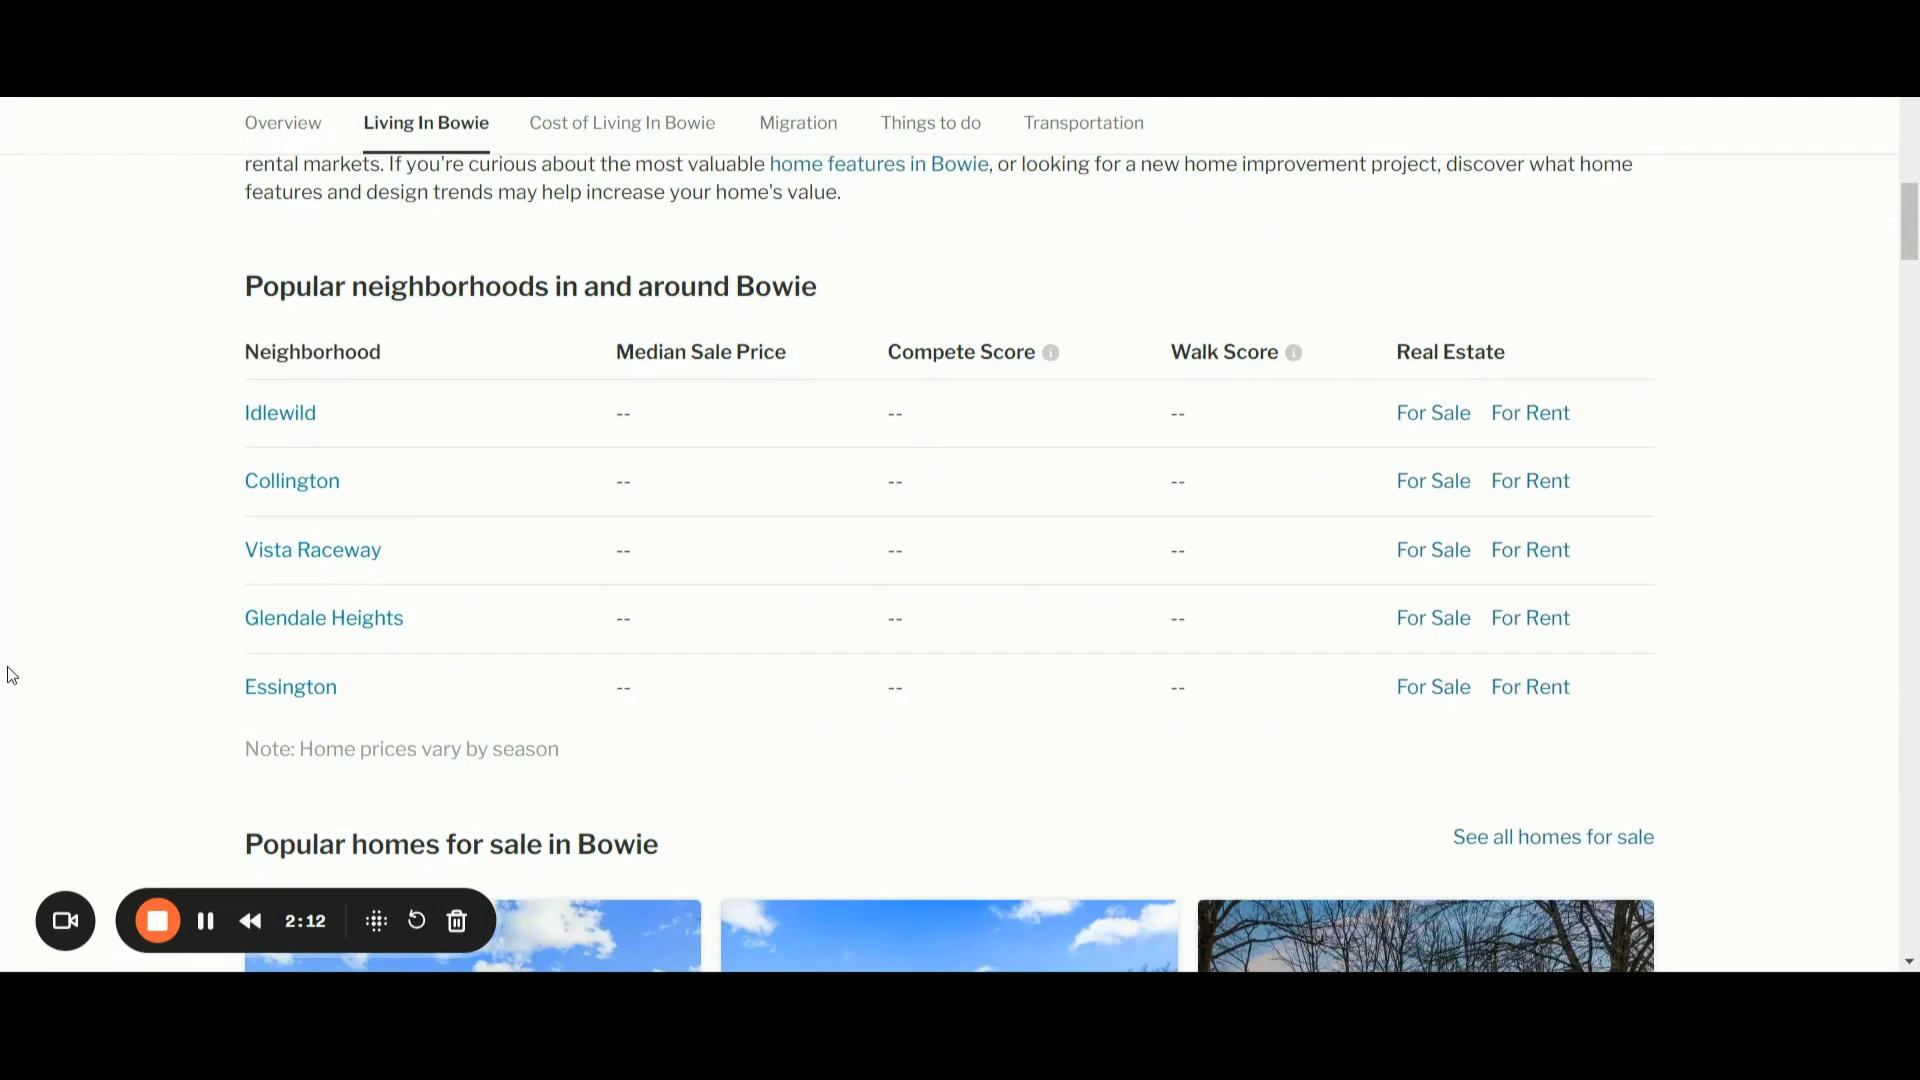 Overview Living In Bowie Cost of Living In Bowie Migration Things to do Transportation
rental markets. If you're curious about the most valuable home features in Bowie, or looking for a new home improvement project, discover what home
features and design trends may help increase your home's value.
Popular neighborhoods in and around Bowie
Neighborhood Median Sale Price Compete Score Walk Score Real Estate
Idlewild -- -- -- For Sale For Rent
Collington -- -- -- For Sale For Rent
Vista Raceway -- -- -- For Sale For Rent
Glendale Heights -- -- -- For Sale For Rent
Essington -- -- -- For Sale For Rent
Note: Home prices vary by season
Popular homes for sale in Bowie See all homes for sale
2:12